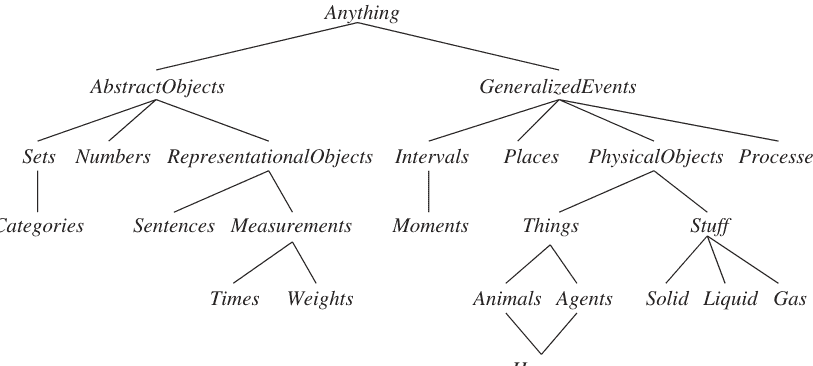 Anything
AbstractObjects GeneralizedEvents
Sets Numbers RepresentationalObjects Intervals Places PhysicalObjects Processe
Categories Sentences Measurements Moments Things Stuff
Times Weights Animals Agents Solid Liquid Gas